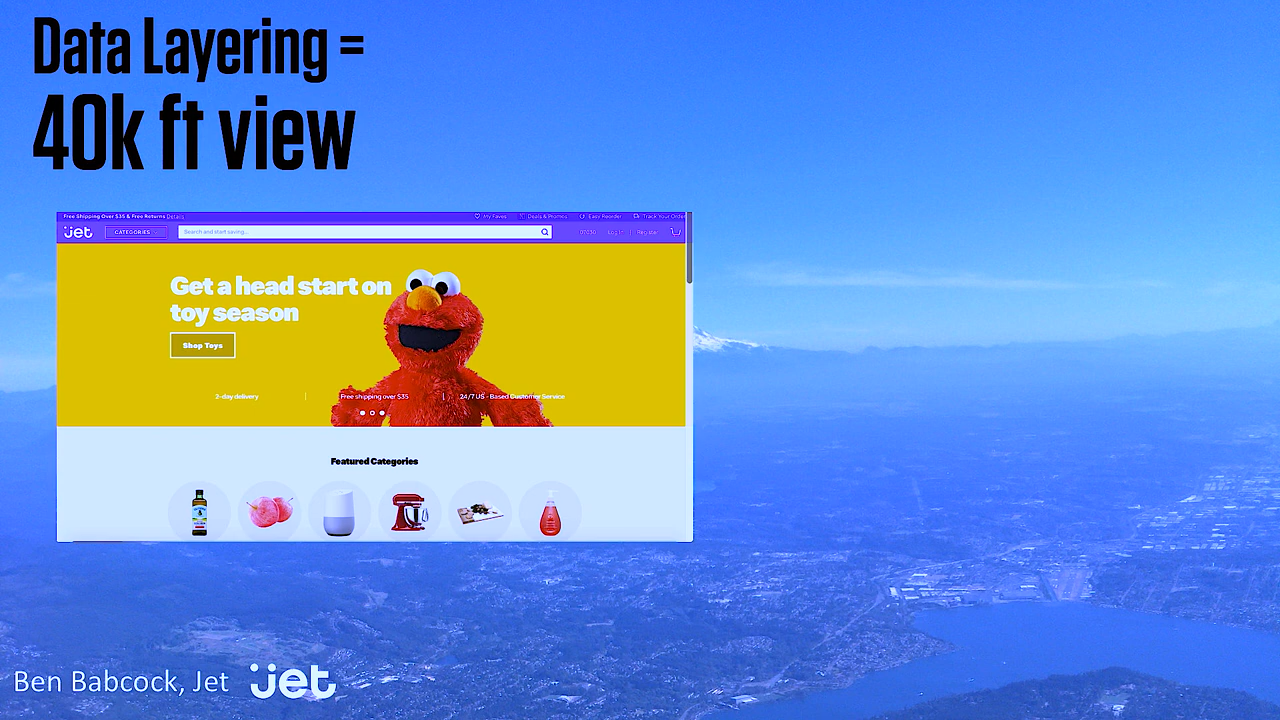 Data Layering =
40k ft view
Free Shipping Over $35 & Free Returns Details
My Faves
Deals & Promos
Easy Reorder
Track Your Order
jet
CATEGORIES
Search and start saving...
Log In | Register
Get a head start on
toy season
Shop Toys
2-day delivery | Free shipping over $35 | 24/7 US - Based Customer Service
Featured Categories
Ben Babcock, Jet jet